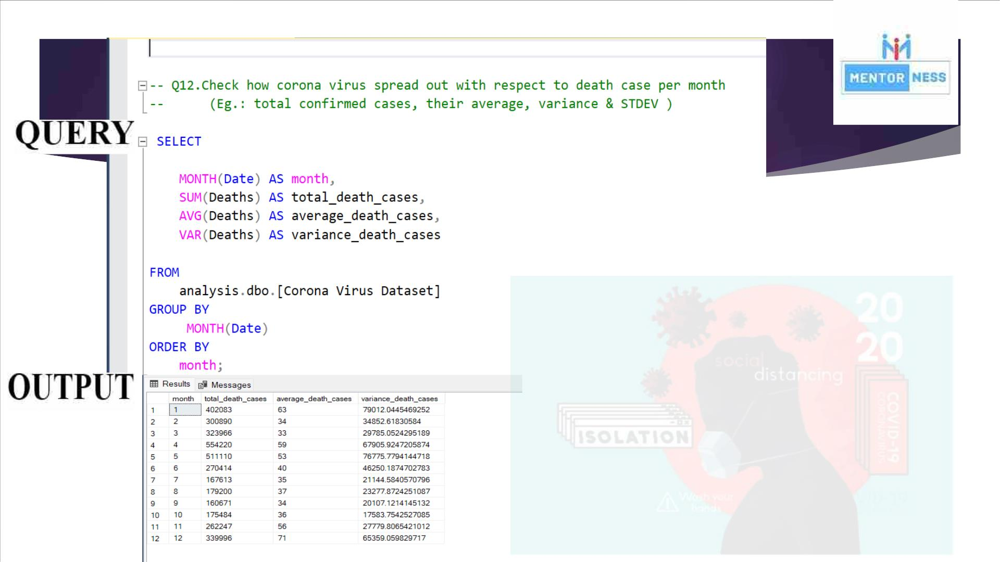 MENTOR NESS
-- Q12.Check how corona virus spread out with respect to death case per month
-- (Eg.: total confirmed cases, their average, variance & STDEV )
QUERY
SELECT
MONTH(Date) AS month,
SUM(Deaths) AS total_death_cases,
AVG(Deaths) AS average_death_cases,
VAR(Deaths) AS variance_death_cases
FROM
analysis.dbo.[Corona Virus Dataset]
GROUP BY
MONTH(Date)
ORDER BY
month;
OUTPUT
Results Messages
month total_death_cases average_death_cases variance_death_cases
1 1 402083 63 79012.0445469252
2 2 300890 34 34852.61830584
3 3 323966 33 29785.0524295189
4 4 554220 59 67905.9247205874
5 5 511110 53 76775.7794144718
6 6 270414 40 46250.1874702783
7 7 167613 35 21144.5840570796
8 8 179200 37 23277.8724251087
9 9 160671 34 20107.1214145132
10 10 175484 36 17583.7542527085
11 11 262247 56 27779.8065421012
12 12 339996 71 65359.059829717
20
20
social
distancing
ISOLATION
COVID-19
CORONAVIRUS
Wash your
hands